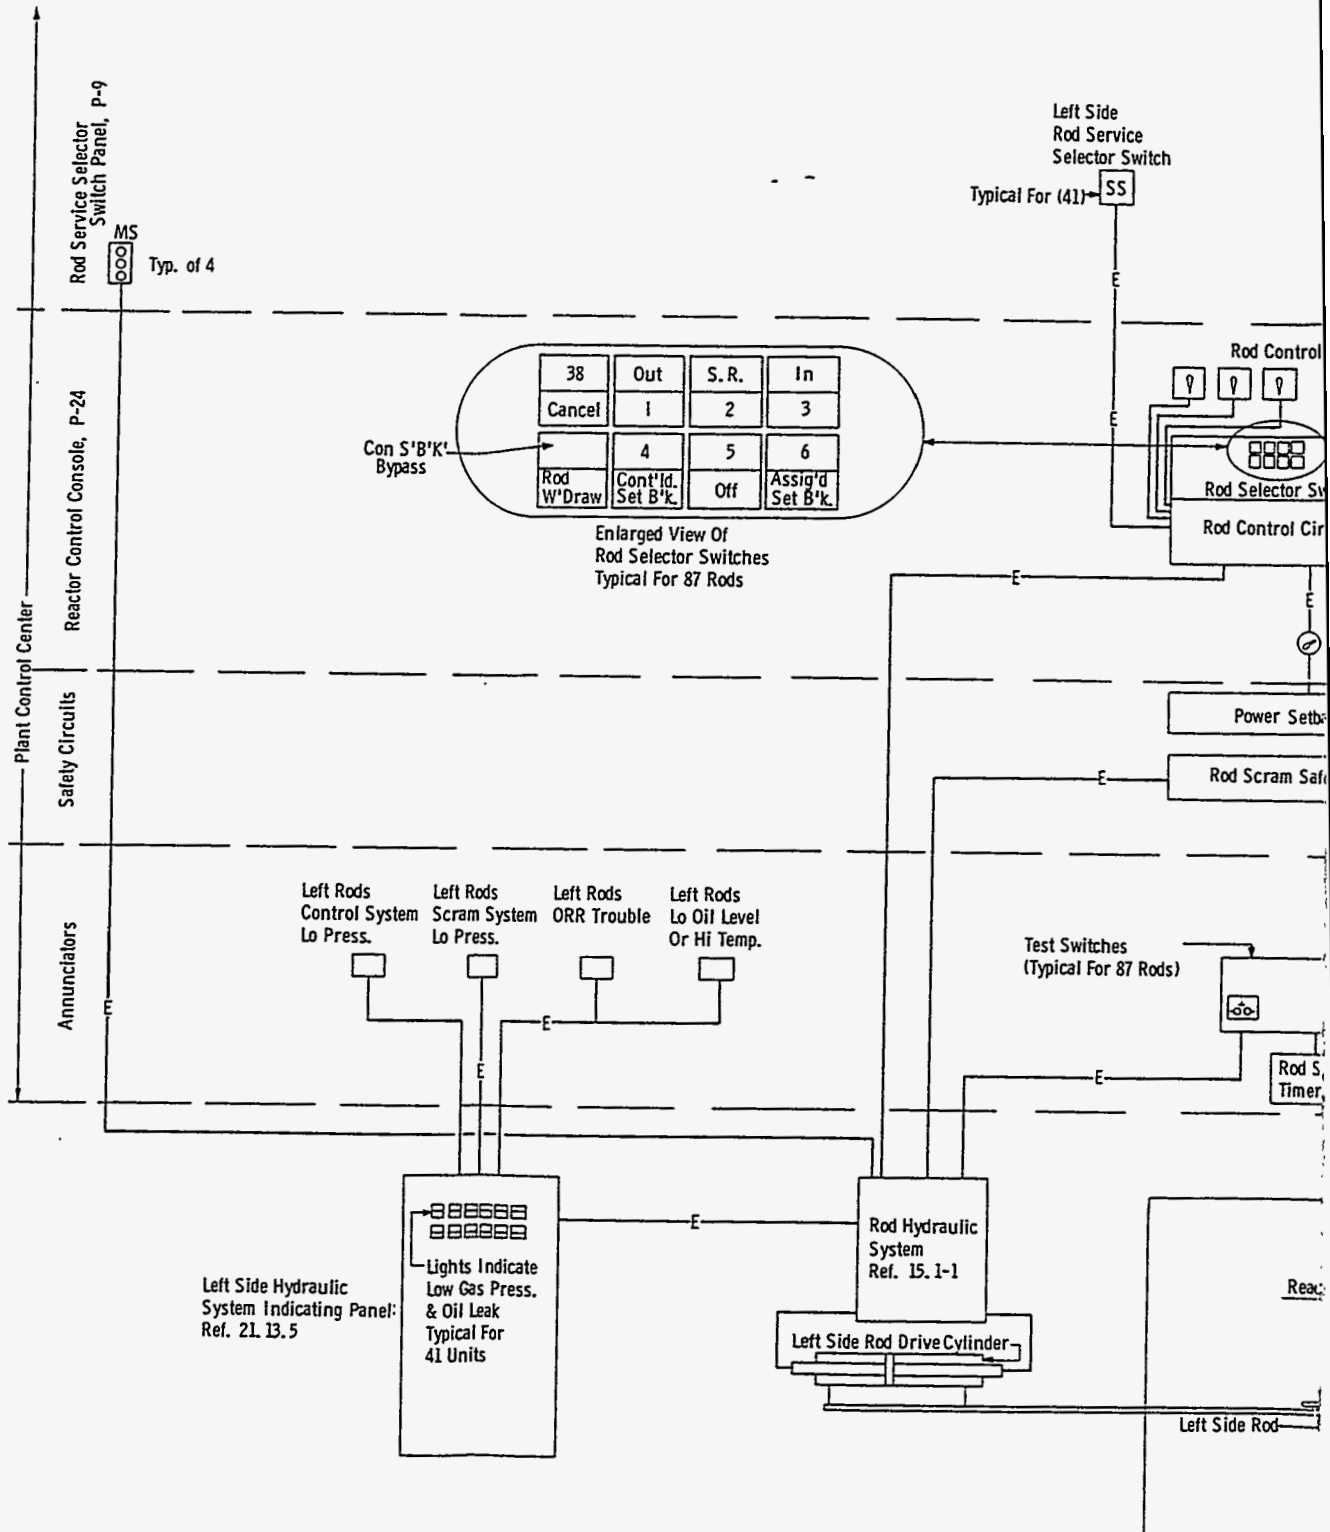 Rod Service Selector
Switch Panel, P-9
MS
Typ. of 4
Left Side
Rod Service
Selector Switch
Typical For (41)
SS
E
Plant Control Center
Reactor Control Console, P-24
38
Out
S.R.
In
Cancel
1
2
3
4
5
6
Rod
W'Draw
Cont'ld.
Set B'k.
Off
Assig'd
Set B'k.
Con S'B'K'
Bypass
Enlarged View Of
Rod Selector Switches
Typical For 87 Rods
Rod Control
E
Rod Selector Sw
Rod Control Cir
E
E
Safety Circuits
Power Setb
Rod Scram Saf
E
Annunciators
Left Rods
Control System
Lo Press.
Left Rods
Scram System
Lo Press.
Left Rods
ORR Trouble
Left Rods
Lo Oil Level
Or Hi Temp.
Test Switches
(Typical For 87 Rods)
E
E
E
E
Rod S
Timer
Left Side Hydraulic
System Indicating Panel:
Ref. 21.13.5
Lights Indicate
Low Gas Press.
& Oil Leak
Typical For
41 Units
E
Rod Hydraulic
System
Ref. 15.1-1
Reac
Left Side Rod Drive Cylinder
Left Side Rod